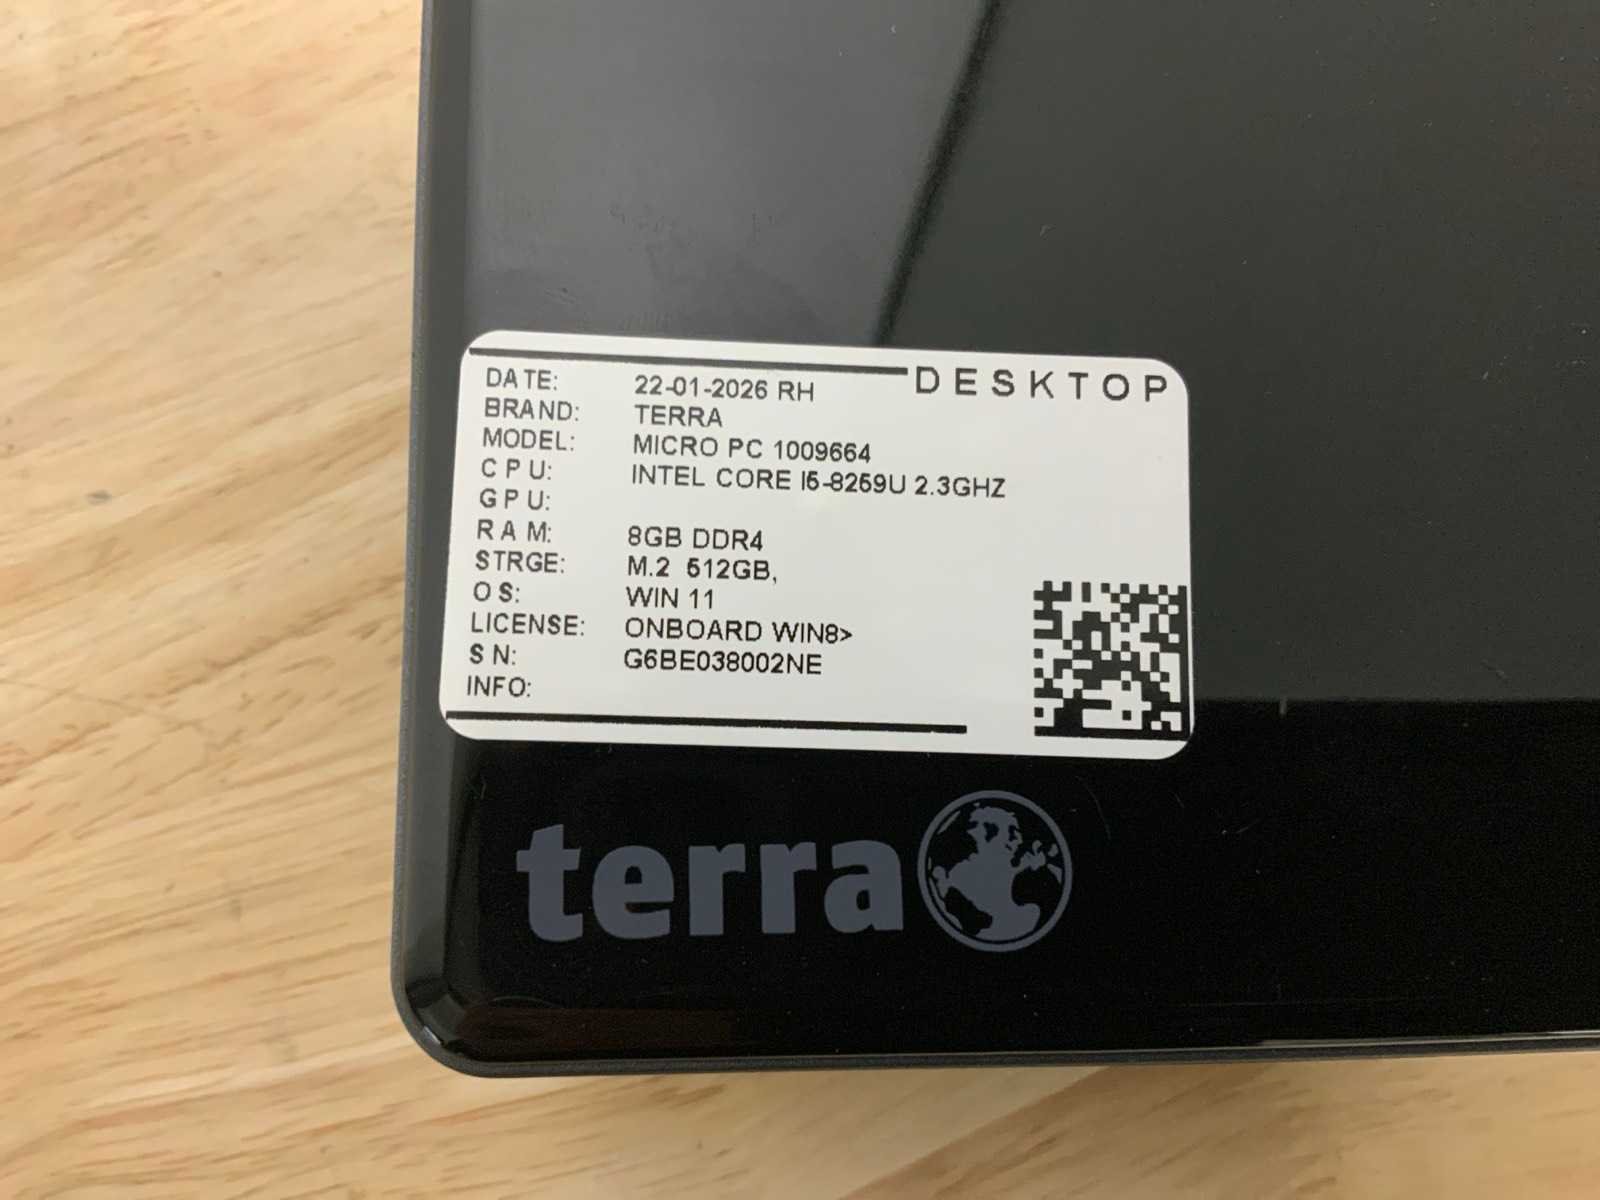 DESKTOP
DATE: 22-01-2026 RH
BRAND: TERRA
MODEL: MICRO PC 1009664
CPU: INTEL CORE I5-8259U 2.3GHZ
GPU:
RAM: 8GB DDR4
STRGE: M.2 512GB,
OS: WIN 11
LICENSE: ONBOARD WIN8>
SN: G6BE038002NE
INFO:
terra